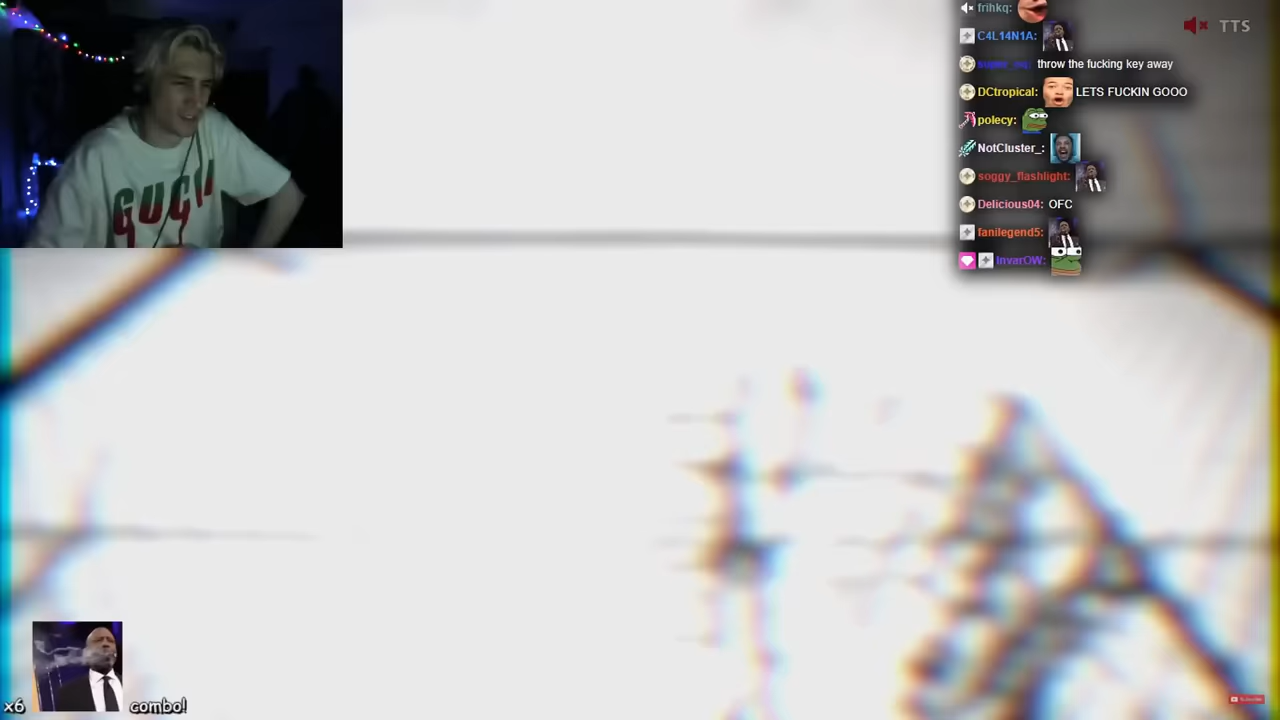 frihkq:
TTS
C4L14N1A:
throw the fucking key away
DCtropical: LETS FUCKIN GOOO
polecy:
NotCluster_:
soggy_flashlight:
Delicious04: OFC
fanilegend5:
InvarOW:
GUCCI
x6 combo!